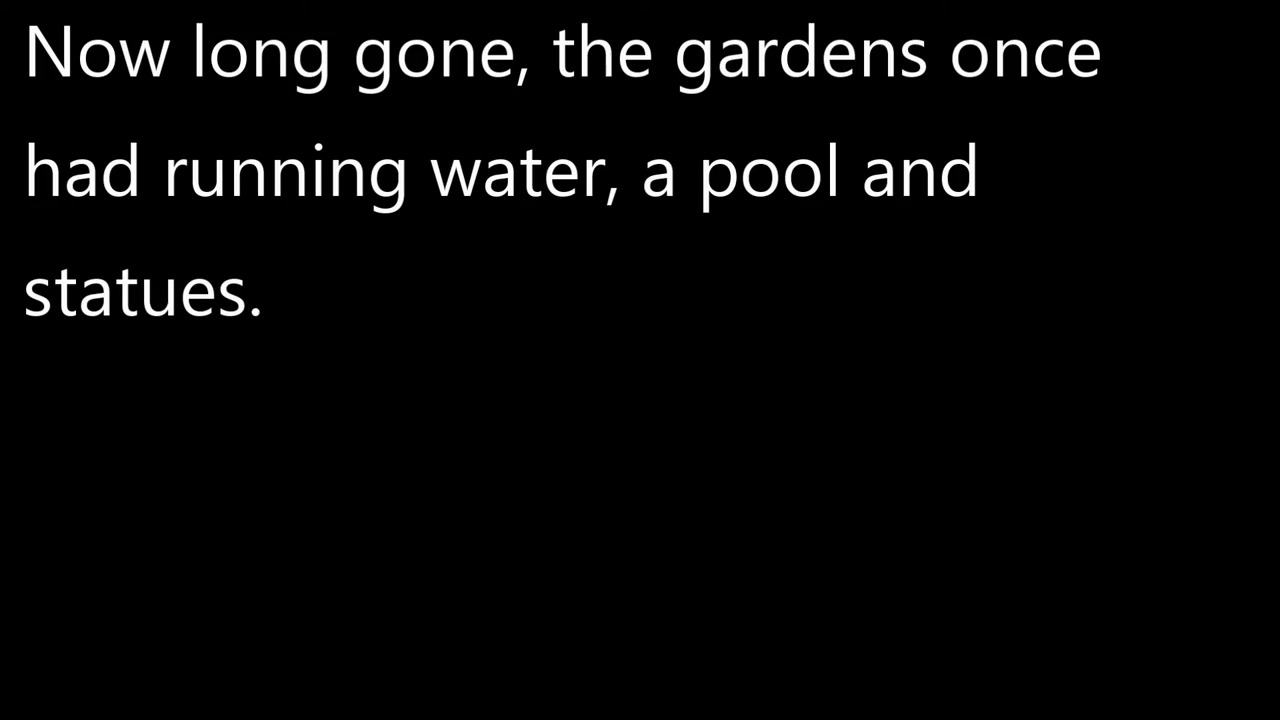 Now long gone, the gardens once
had running water, a pool and
statues.